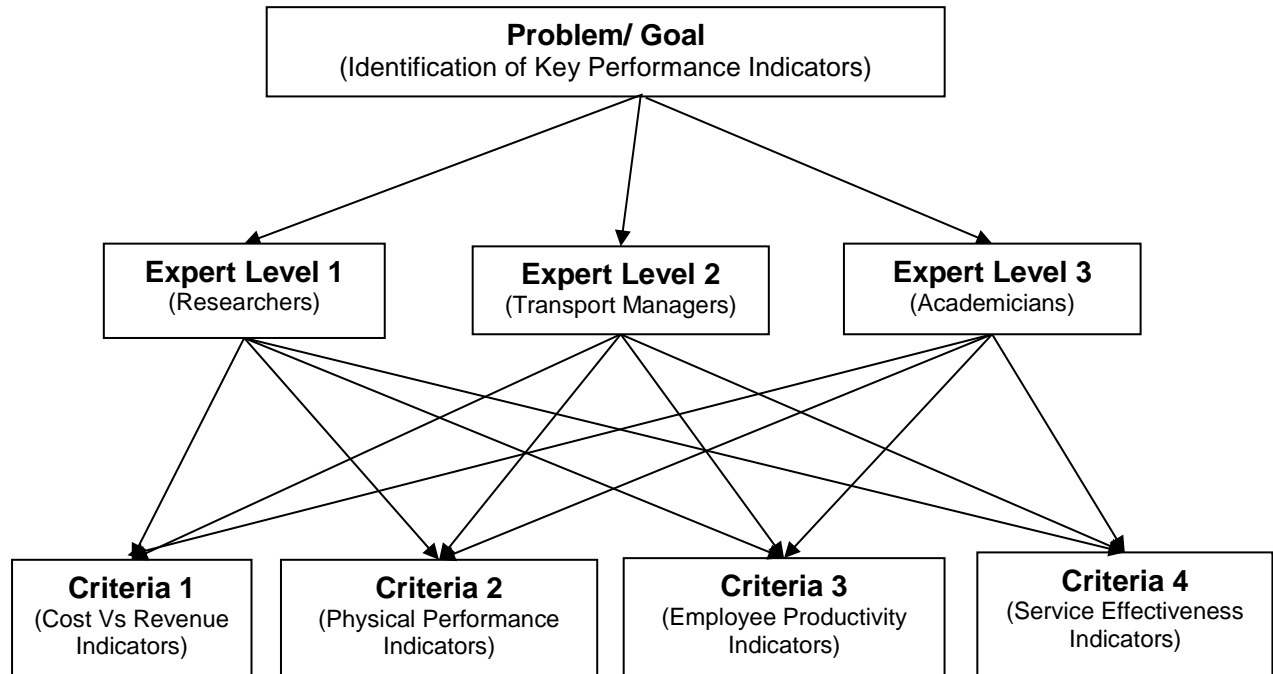 Problem/ Goal
(Identification of Key Performance Indicators)
Expert Level 1
(Researchers)
Expert Level 2
(Transport Managers)
Expert Level 3
(Academicians)
Criteria 1
(Cost Vs Revenue
Indicators)
Criteria 2
(Physical Performance
Indicators)
Criteria 3
(Employee Productivity
Indicators)
Criteria 4
(Service Effectiveness
Indicators)